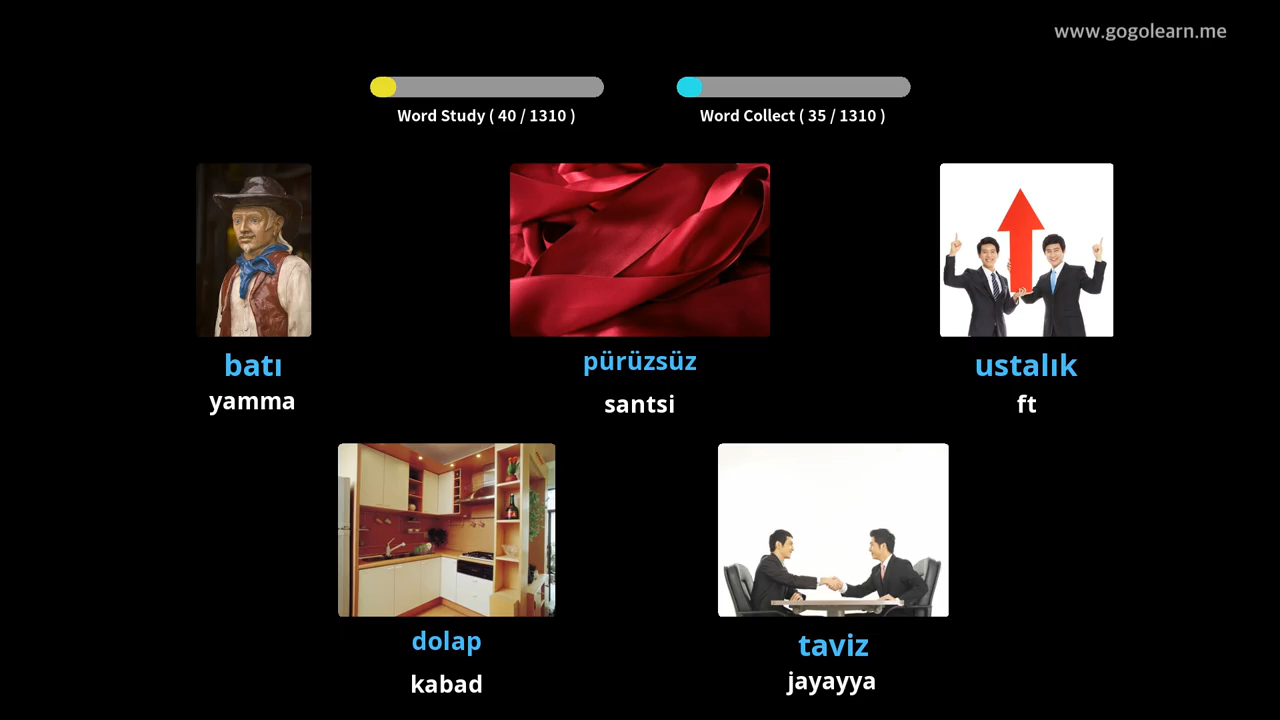 www.gogolearn.me
Word Study ( 40 / 1310 )
Word Collect ( 35 / 1310 )
batı
yamma
pürüzsüz
santsi
ustalık
ft
dolap
kabad
taviz
jayayya